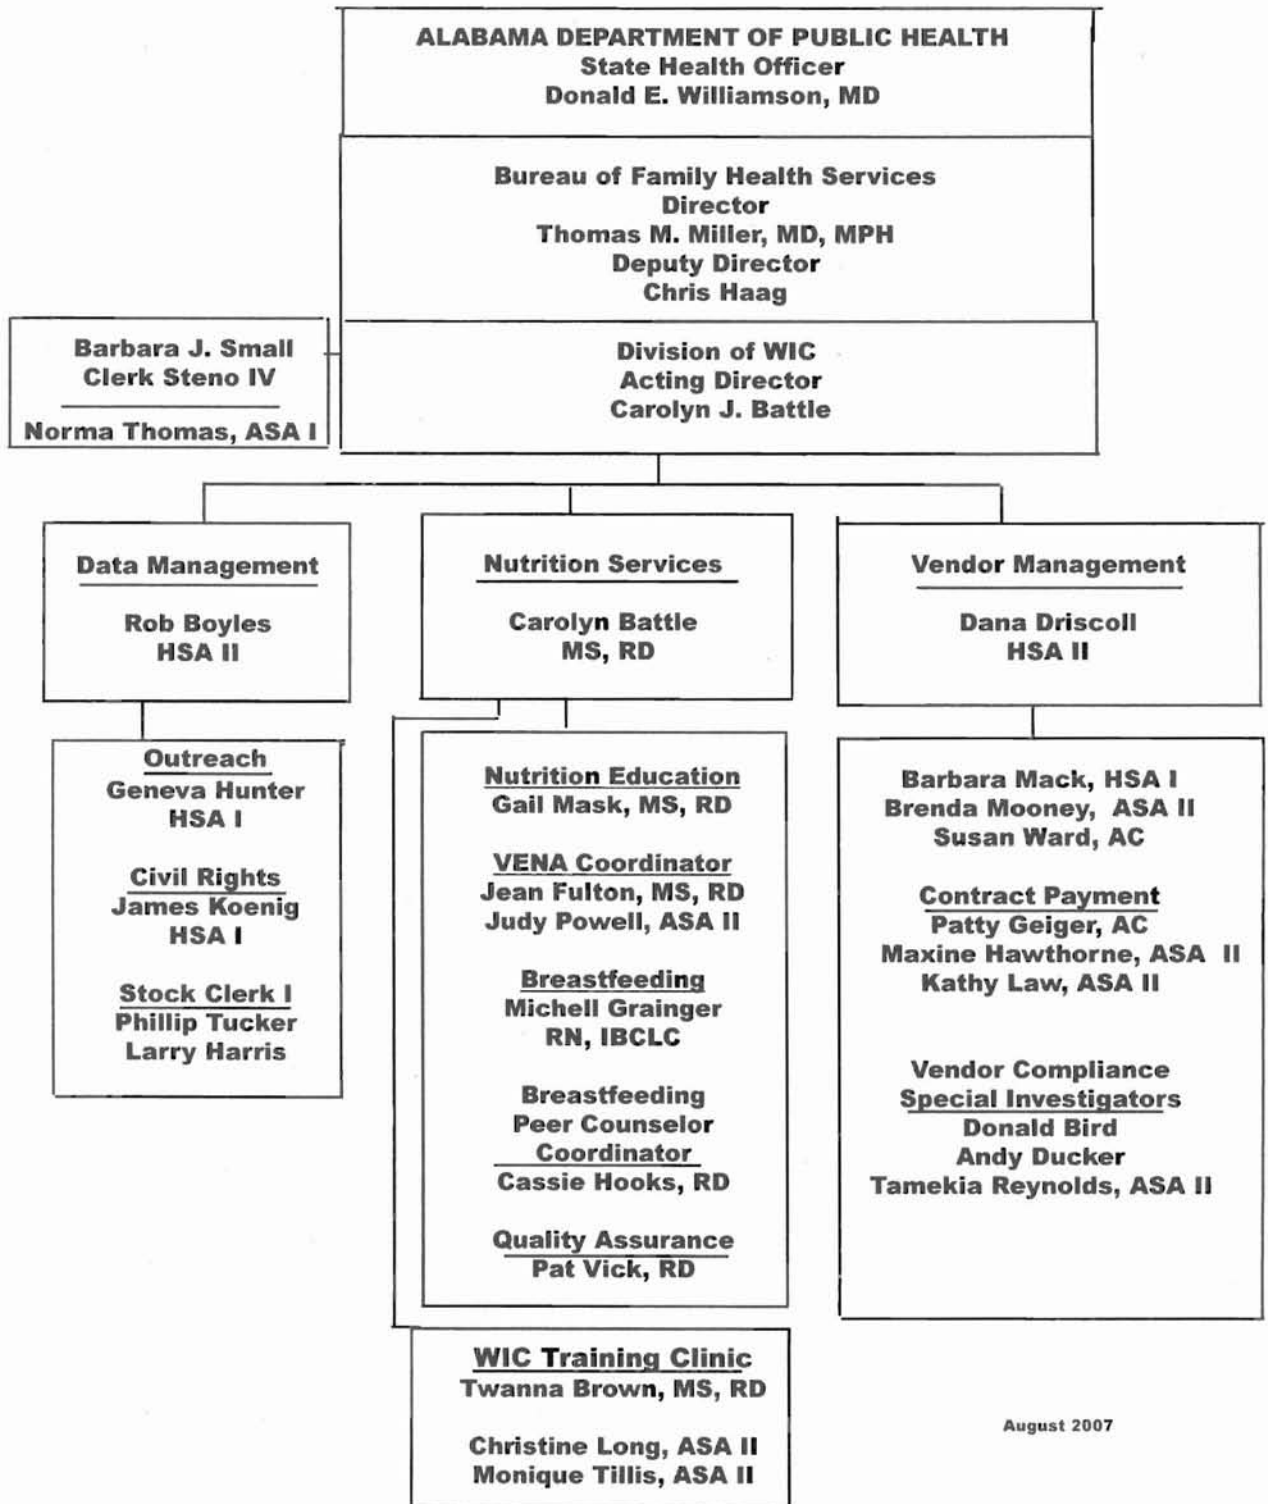 ALABAMA DEPARTMENT OF PUBLIC HEALTH
State Health Officer
Donald E. Williamson, MD
Bureau of Family Health Services
Director
Thomas M. Miller, MD, MPH
Deputy Director
Chris Haag
Barbara J. Small
Clerk Steno IV
Norma Thomas, ASA I
Division of WIC
Acting Director
Carolyn J. Battle
Data Management
Rob Boyles
HSA II
Nutrition Services
Carolyn Battle
MS, RD
Vendor Management
Dana Driscoll
HSA II
Outreach
Geneva Hunter
HSA I
Civil Rights
James Koenig
HSA I
Stock Clerk I
Phillip Tucker
Larry Harris
Nutrition Education
Gail Mask, MS, RD
VENA Coordinator
Jean Fulton, MS, RD
Judy Powell, ASA II
Breastfeeding
Michell Grainger
RN, IBCLC
Breastfeeding
Peer Counselor
Coordinator
Cassie Hooks, RD
Quality Assurance
Pat Vick, RD
Barbara Mack, HSA I
Brenda Mooney, ASA II
Susan Ward, AC
Contract Payment
Patty Geiger, AC
Maxine Hawthorne, ASA II
Kathy Law, ASA II
Vendor Compliance
Special Investigators
Donald Bird
Andy Ducker
Tamekia Reynolds, ASA II
WIC Training Clinic
Twanna Brown, MS, RD
Christine Long, ASA II
Monique Tillis, ASA II
August 2007